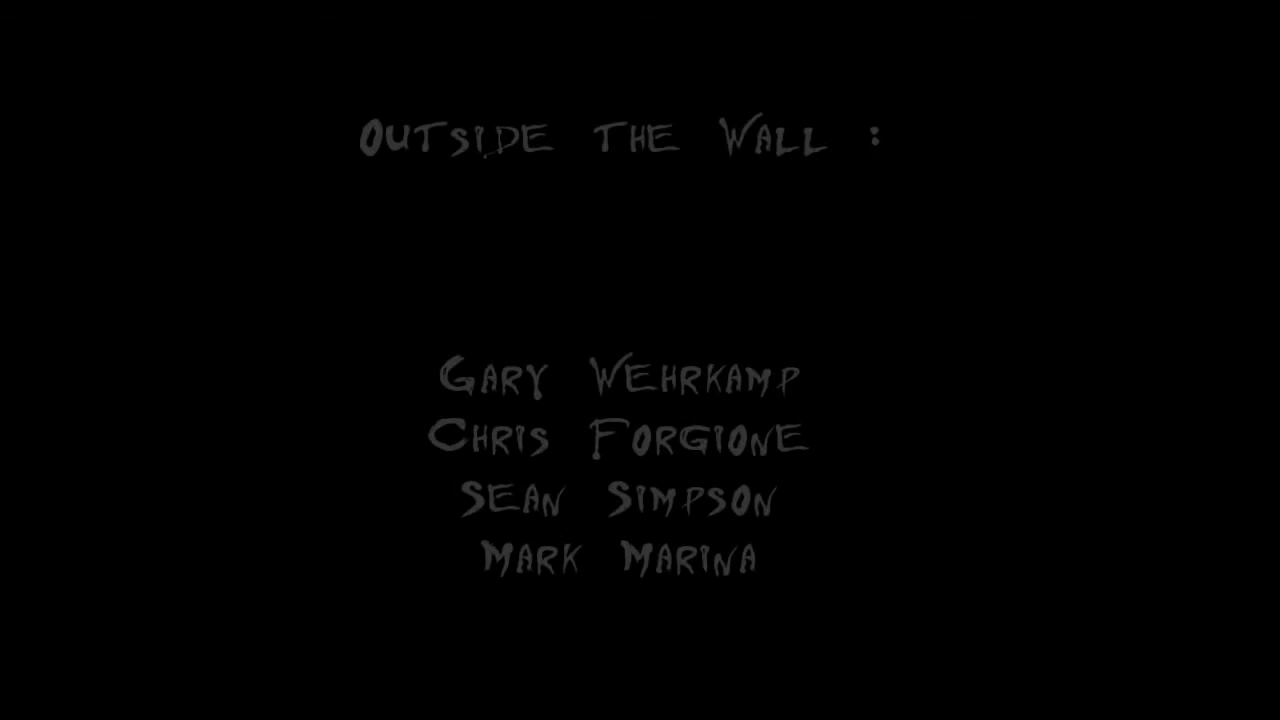 Outside the Wall :
Gary Wehrkamp
Chris Forgione
Sean Simpson
Mark Marina